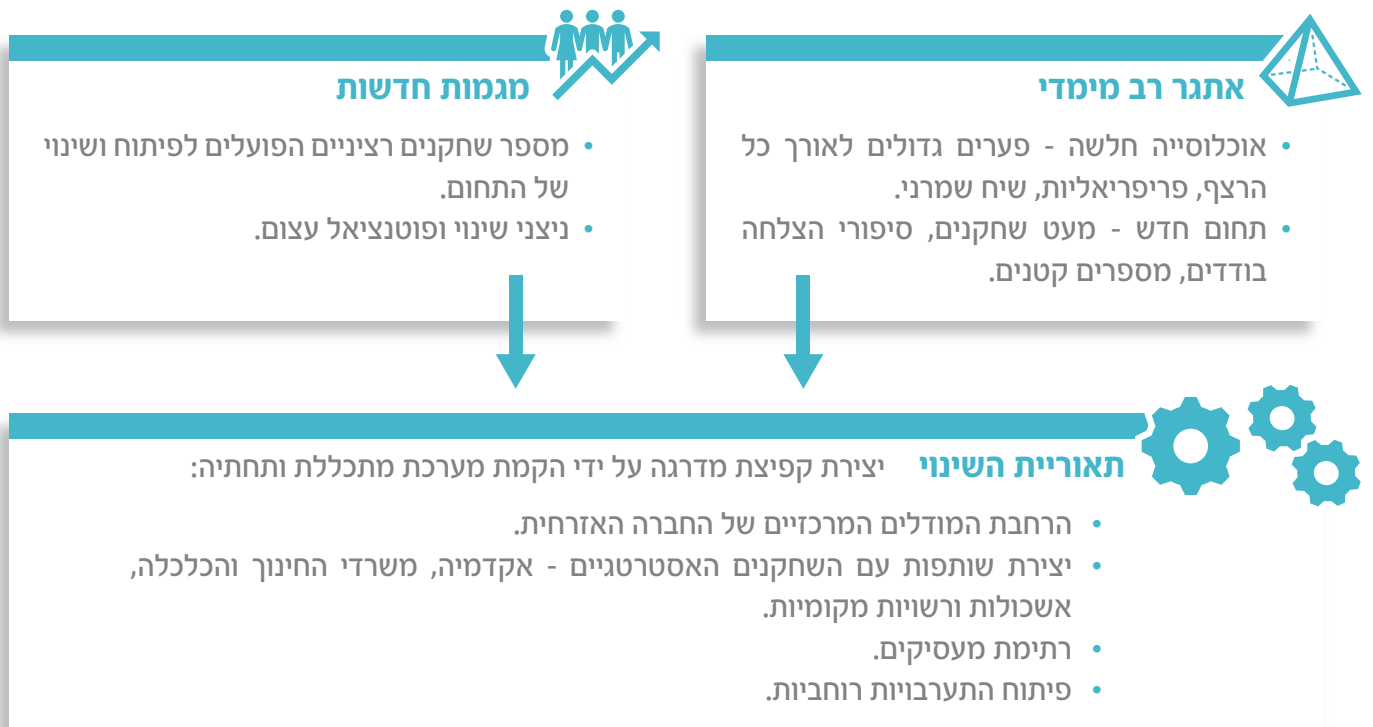 אתגר רב מימדי
• אוכלוסייה חלשה - פערים גדולים לאורך כל
הרצף, פריפריאליות, שיח שמרני.
• תחום חדש - מעט שחקנים, סיפורי הצלחה
בודדים, מספרים קטנים.
מגמות חדשות
• מספר שחקנים רציניים הפועלים לפיתוח ושינוי
של התחום.
• ניצני שינוי ופוטנציאל עצום.
תאוריית השינוי יצירת קפיצת מדרגה על ידי הקמת מערכת מתכללת ותחתיה:
• הרחבת המודלים המרכזיים של החברה האזרחית.
• יצירת שותפות עם השחקנים האסטרטגיים - אקדמיה, משרדי החינוך והכלכלה,
אשכולות ורשויות מקומיות.
• רתימת מעסיקים.
• פיתוח התערבויות רוחביות.